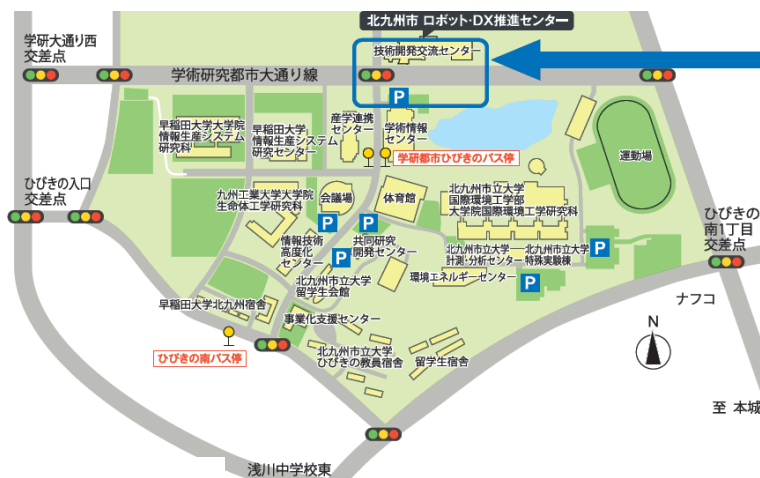 北九州市 ロボット・DX推進センター
技術開発交流センター
学研大通り西
交差点
学術研究都市大通り線
P
早稲田大学大学院
情報生産システム
研究科
早稲田大学
情報生産システム
研究センター
産学連携
センター
学術情報
センター
学研都市ひびきのバス停
運動場
ひびきの入口
交差点
九州工業大学大学院
生命体工学研究科
会議場
体育館
北九州市立大学
国際環境工学部
大学院国際環境工学研究科
ひびきの
南1丁目
交差点
P
P
情報技術
高度化
センター
共同研究
開発センター
P
北九州市立大学
計測・分析センター
北九州市立大学
特殊実験棟
P
環境エネルギーセンター
P
北九州市立大学
留学生会館
ナフコ
早稲田大学北九州宿舎
事業化支援センター
N
ひびきの南バス停
北九州市立大学
ひびきの教員宿舎
留学生宿舎
至 本城
浅川中学校東